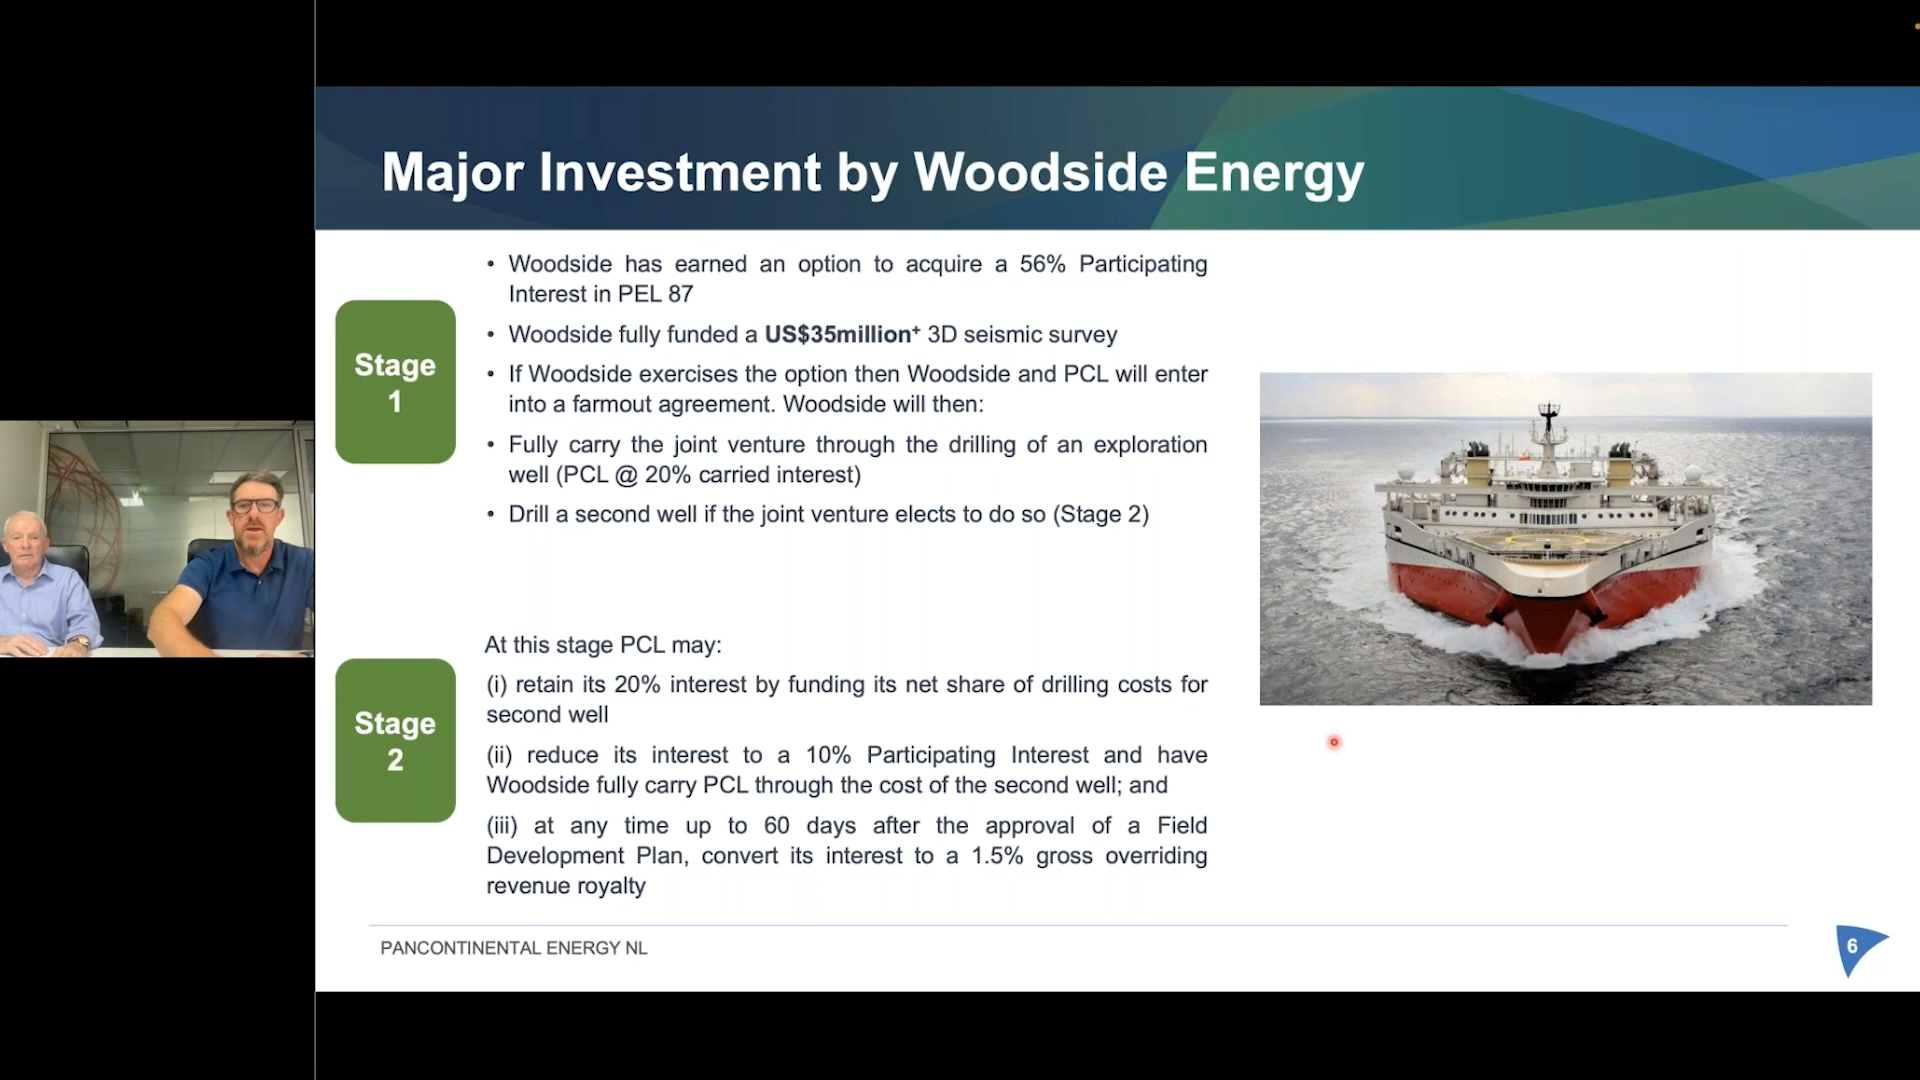 Major Investment by Woodside Energy
Stage
1
• Woodside has earned an option to acquire a 56% Participating
Interest in PEL 87
• Woodside fully funded a US$35million⁺ 3D seismic survey
• If Woodside exercises the option then Woodside and PCL will enter
into a farmout agreement. Woodside will then:
• Fully carry the joint venture through the drilling of an exploration
well (PCL @ 20% carried interest)
• Drill a second well if the joint venture elects to do so (Stage 2)
Stage
2
At this stage PCL may:
(i) retain its 20% interest by funding its net share of drilling costs for
second well
(ii) reduce its interest to a 10% Participating Interest and have
Woodside fully carry PCL through the cost of the second well; and
(iii) at any time up to 60 days after the approval of a Field
Development Plan, convert its interest to a 1.5% gross overriding
revenue royalty
PANCONTINENTAL ENERGY NL
6